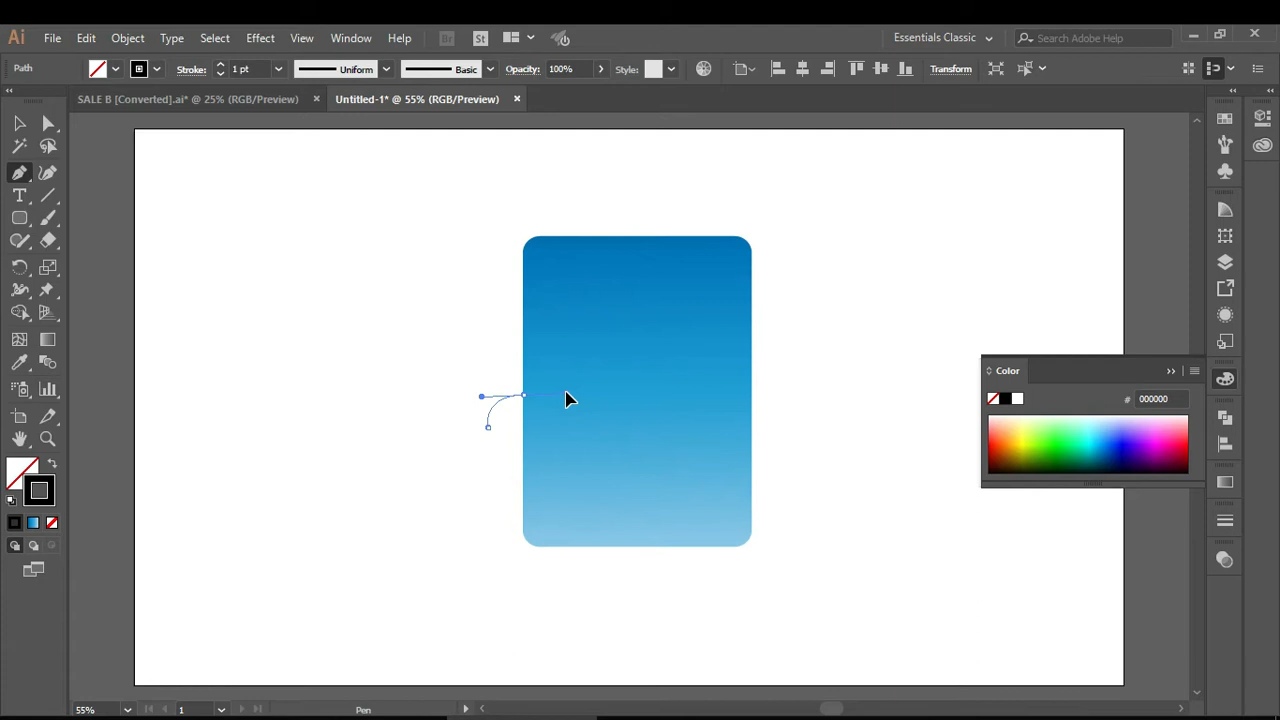 Ai File Edit Object Type Select Effect View Window Help Br St Essentials Classic Search Adobe Help
Path Stroke: 1 pt Uniform Basic Opacity: 100% Style: Transform
SALE B [Converted].ai* @ 25% (RGB/Preview) Untitled-1* @ 55% (RGB/Preview)
Color
# 000000
55% 1 Pen